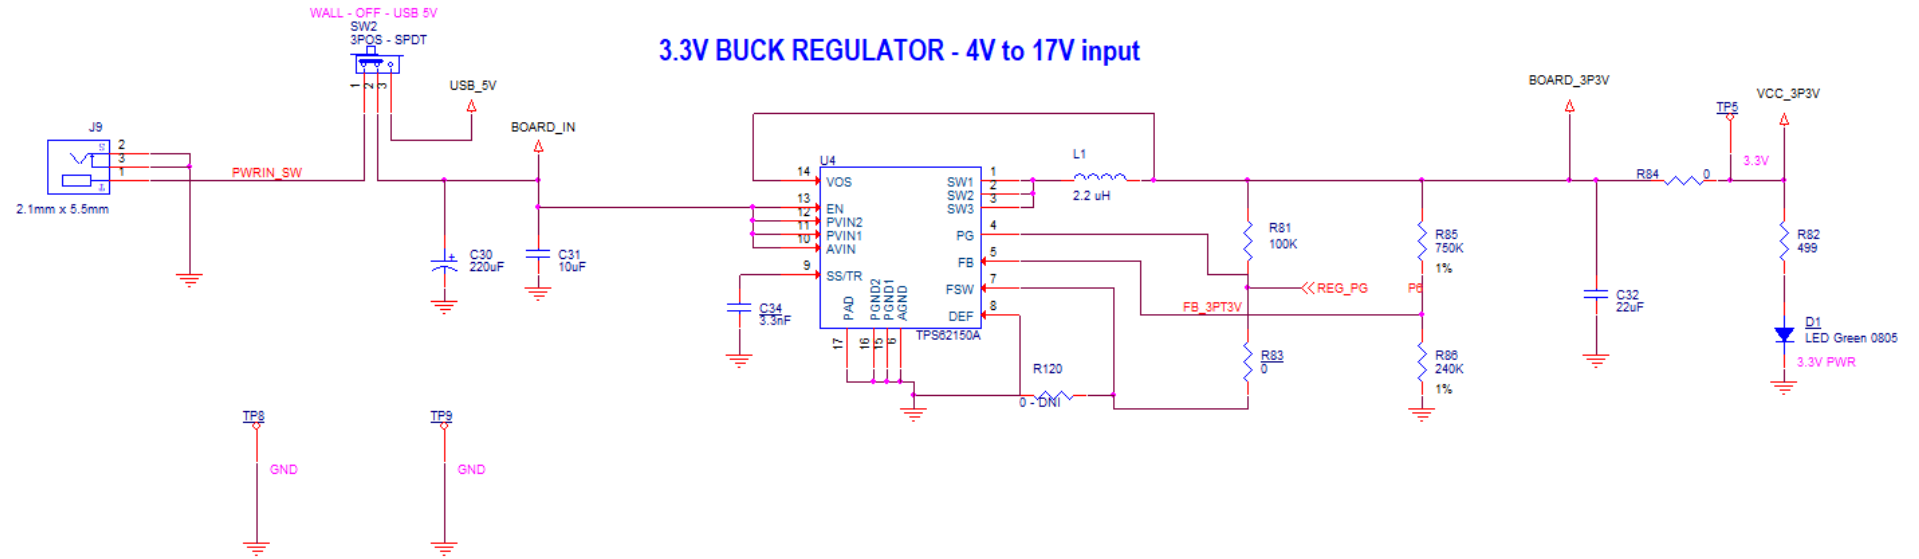 WALL - OFF - USB 5V
SW2
3POS - SPDT
3.3V BUCK REGULATOR - 4V to 17V input
1
2
3
USB_5V
BOARD_IN
BOARD_3P3V
VCC_3P3V
TP5
3.3V
J9
S
2
3
1
T
2.1mm x 5.5mm
PWRIN_SW
C30
220uF
C31
10uF
C34
3.3nF
U4
14
VOS
13
EN
12
PVIN2
11
PVIN1
10
AVIN
9
SS/TR
PAD
PGND2
PGND1
AGND
17
16
15
6
TPS62150A
SW1
1
SW2
2
SW3
3
PG
4
FB
5
FSW
7
DEF
8
L1
2.2 uH
R81
100K
R85
750K
1%
REG_PG
P6
FB_3PT3V
R83
0
R86
240K
1%
R120
0 - DNI
R84
0
C32
22uF
R82
499
D1
LED Green 0805
3.3V PWR
TP8
GND
TP9
GND